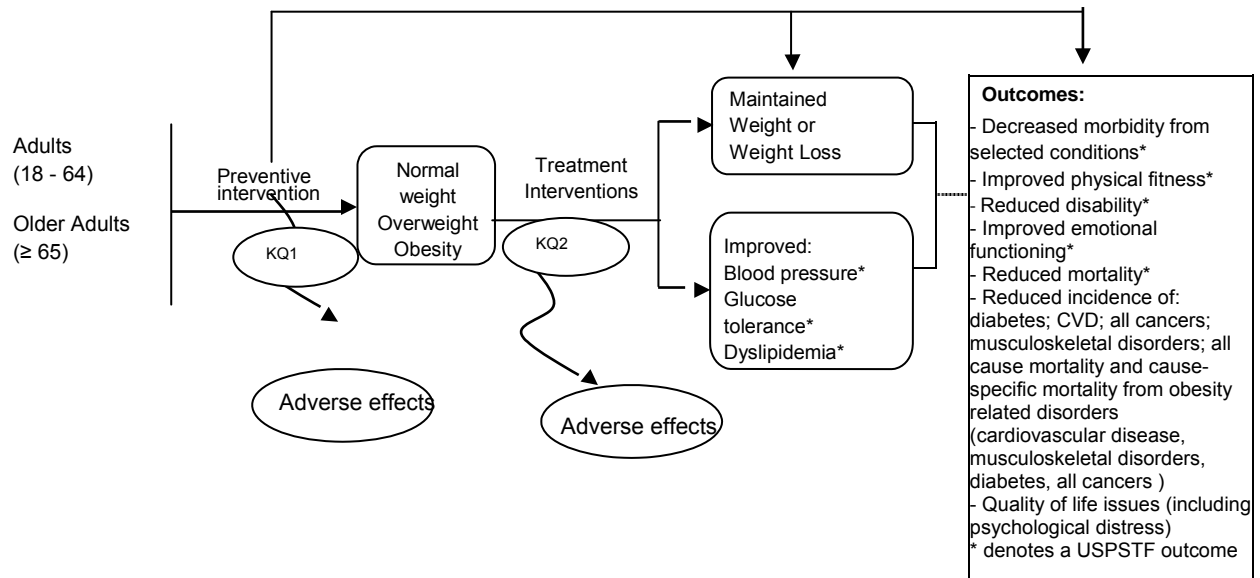 Adults
(18 - 64)
Older Adults
(≥ 65)
Preventive
intervention
KQ1
Adverse effects
Normal
weight
Overweight
Obesity
Treatment
Interventions
KQ2
Adverse effects
Maintained
Weight or
Weight Loss
Improved:
Blood pressure*
Glucose
tolerance*
Dyslipidemia*
Outcomes:
- Decreased morbidity from
selected conditions*
- Improved physical fitness*
- Reduced disability*
- Improved emotional
functioning*
- Reduced mortality*
- Reduced incidence of:
diabetes; CVD; all cancers;
musculoskeletal disorders; all
cause mortality and cause-
specific mortality from obesity
related disorders
(cardiovascular disease,
musculoskeletal disorders,
diabetes, all cancers )
- Quality of life issues (including
psychological distress)
* denotes a USPSTF outcome